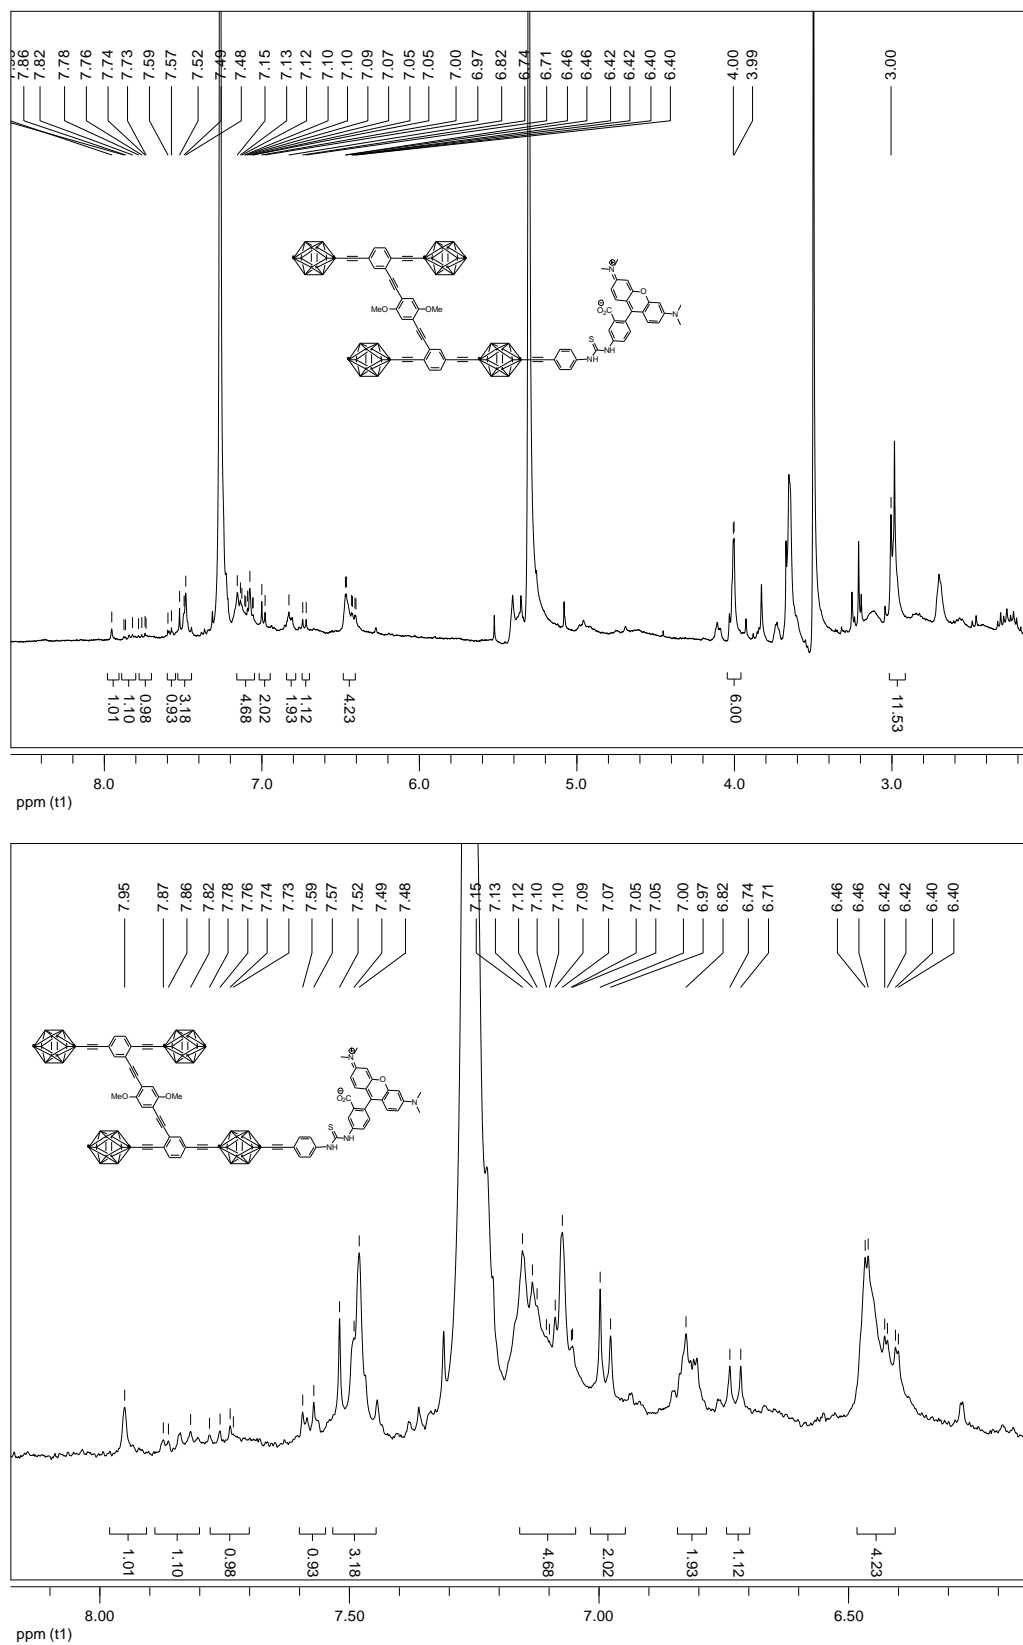 7.86 7.82 7.78 7.76 7.74 7.73 7.59 7.57 7.52 7.49 7.48 7.15 7.13 7.12 7.10 7.10 7.09 7.07 7.05 7.05 7.00 6.97 6.82 6.74 6.71 6.46 6.46 6.42 6.42 6.40 6.40 4.00 3.99 3.00
N
⊕
O
⊖
O₂C
N
MeO OMe
S
NH NH
1.01 1.10 0.98 0.93 3.18 4.68 2.02 1.93 1.12 4.23 6.00 11.53
8.0 7.0 6.0 5.0 4.0 3.0
ppm (t1)
7.95 7.87 7.86 7.82 7.78 7.76 7.74 7.73 7.59 7.57 7.52 7.49 7.48 7.15 7.13 7.12 7.10 7.10 7.09 7.07 7.05 7.05 7.00 6.97 6.82 6.74 6.71 6.46 6.46 6.42 6.42 6.40 6.40
N
⊕
O
⊖
O₂C
N
MeO OMe
S
NH NH
1.01 1.10 0.98 0.93 3.18 4.68 2.02 1.93 1.12 4.23
8.00 7.50 7.00 6.50
ppm (t1)